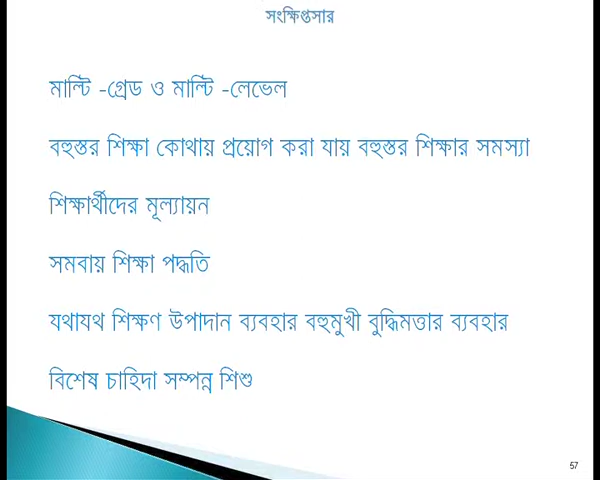 সংক্ষিপ্তসার
মাল্টি -গ্রেড ও মাল্টি -লেভেল
বহুস্তর শিক্ষা কোথায় প্রয়োগ করা যায় বহুস্তর শিক্ষার সমস্যা
শিক্ষার্থীদের মূল্যায়ন
সমবায় শিক্ষা পদ্ধতি
যথাযথ শিক্ষণ উপাদান ব্যবহার বহুমুখী বুদ্ধিমত্তার ব্যবহার
বিশেষ চাহিদা সম্পন্ন শিশু
57